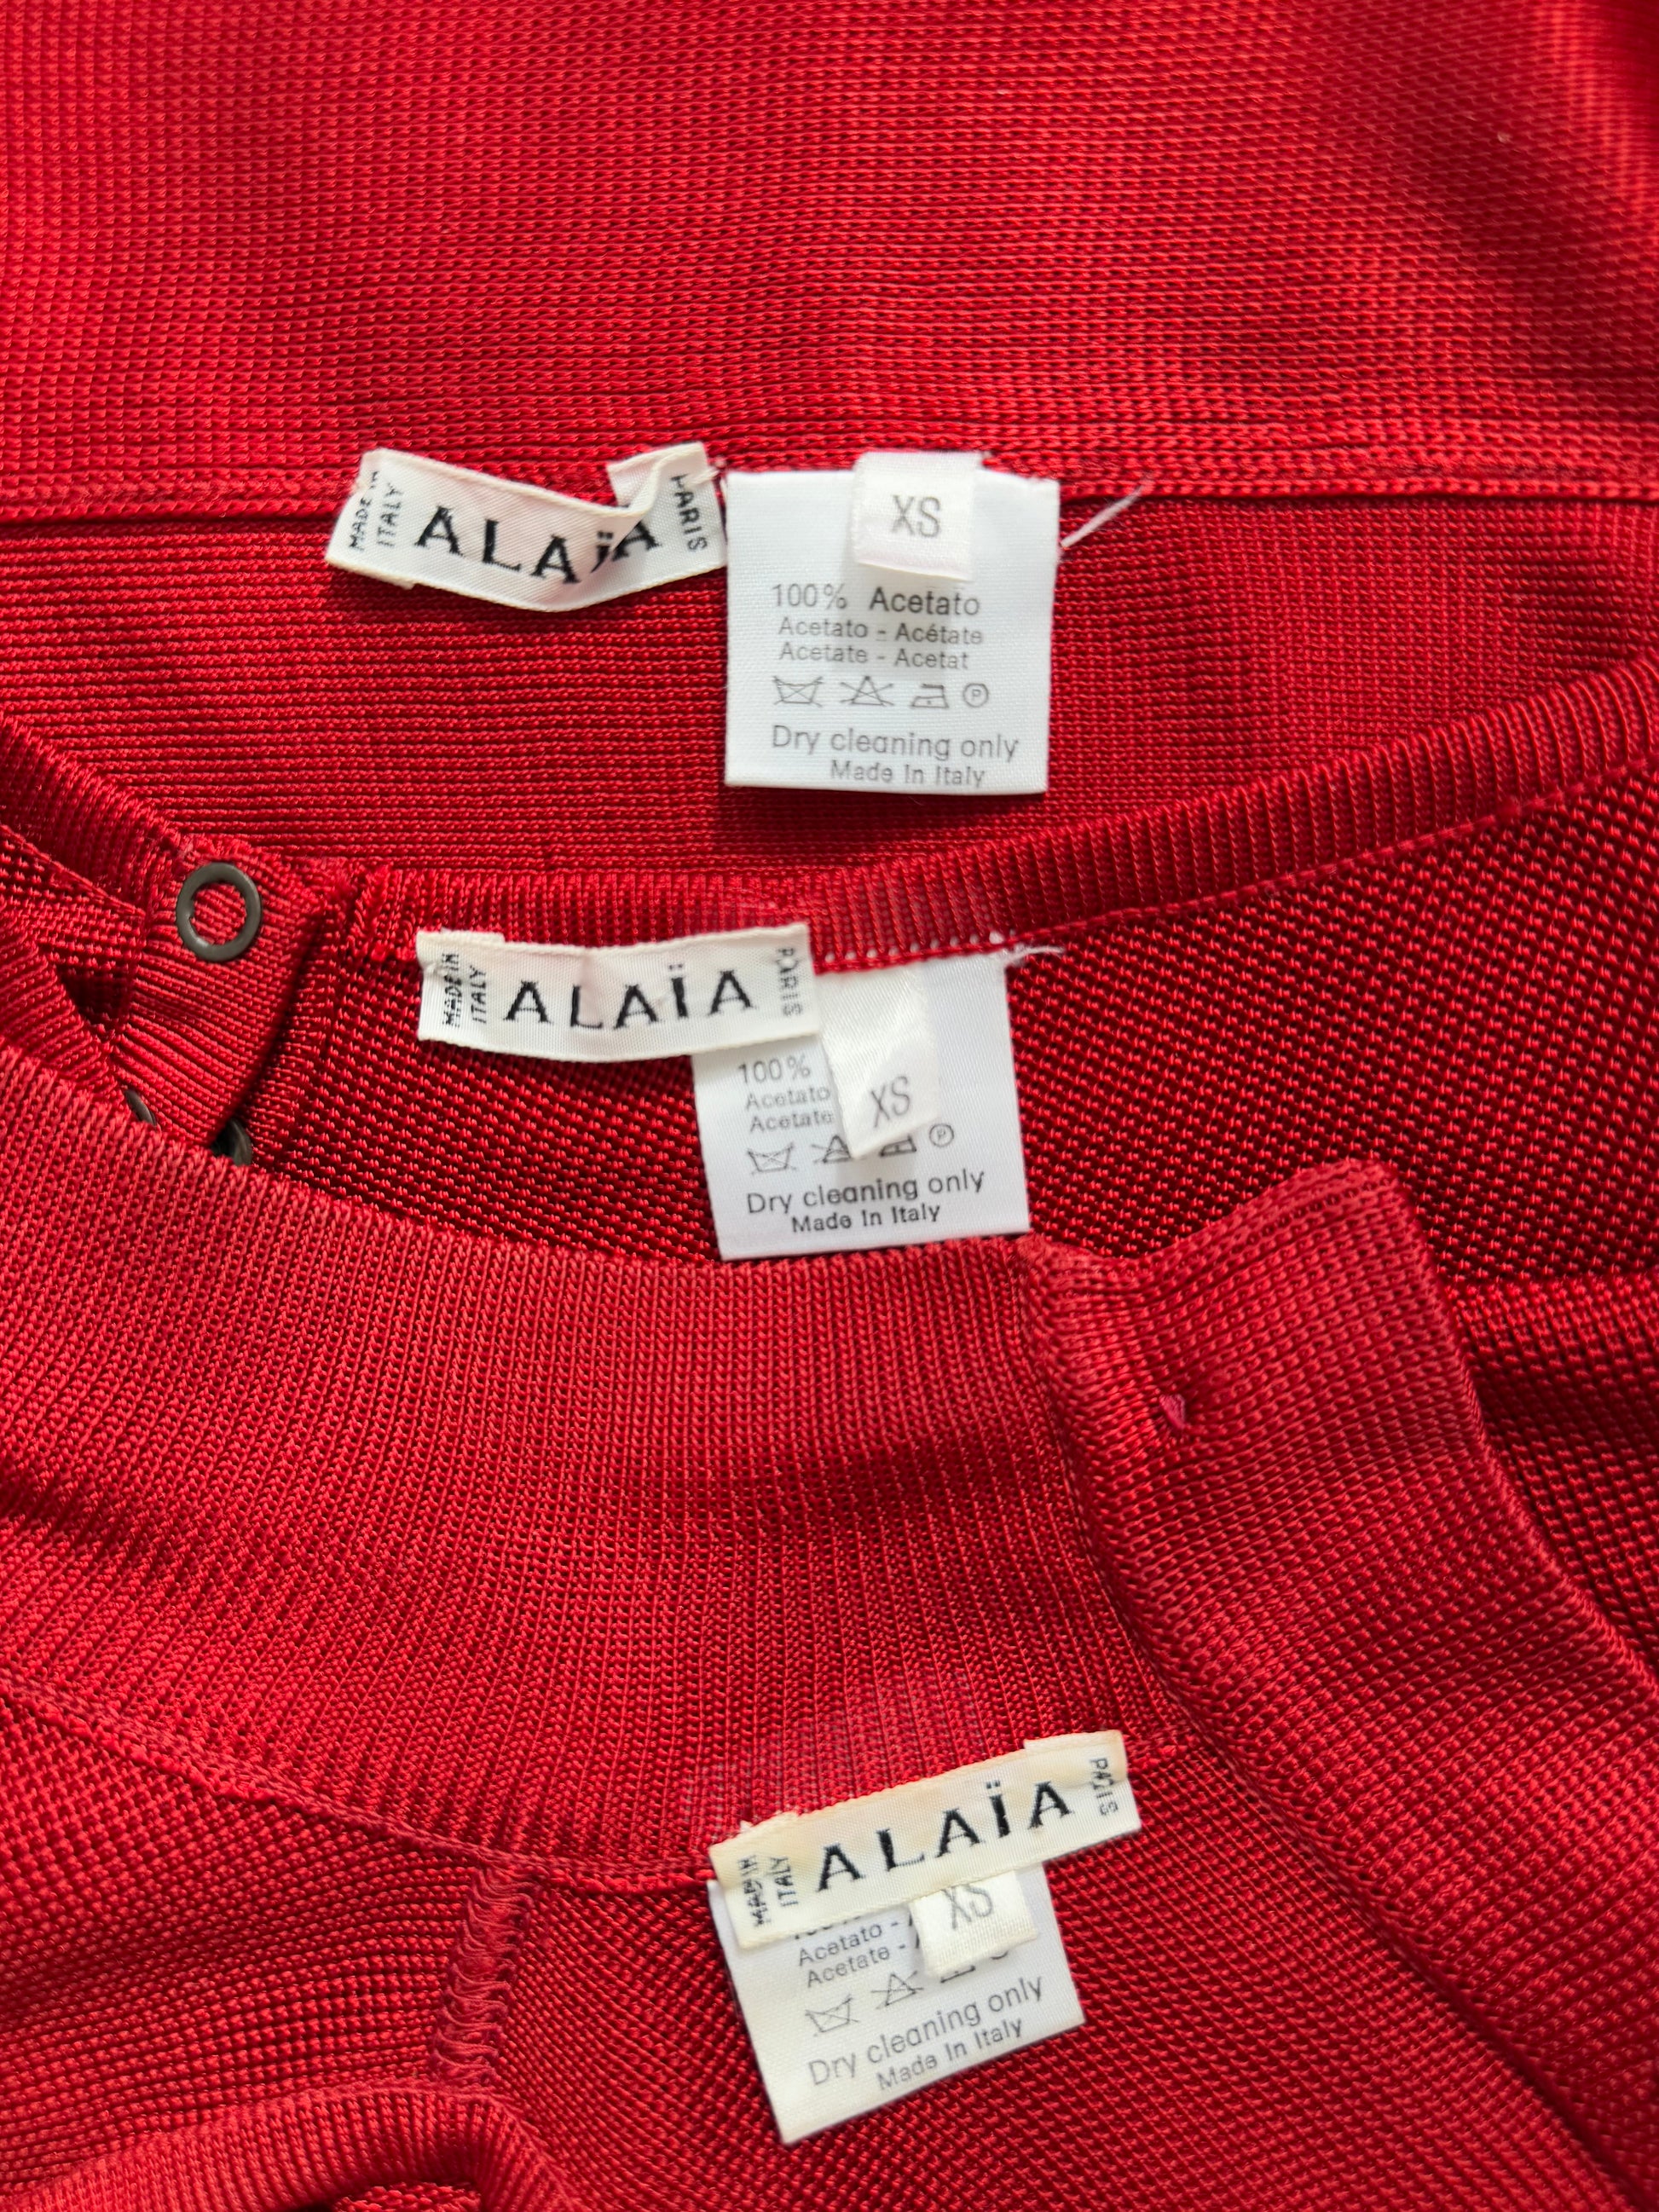 MADE IN
ITALY
ALAÏA
PARIS
XS
100% Acetato
Acetato - Acétate
Acetate - Acetat
P
Dry cleaning only
Made In Italy
MADE IN
ITALY
ALAÏA
PARIS
100%
Acetato
Acetate
XS
P
Dry cleaning only
Made In Italy
MADE IN
ITALY
ALAÏA
PARIS
XS
Acetato -
Acetate -
Dry cleaning only
Made In Italy